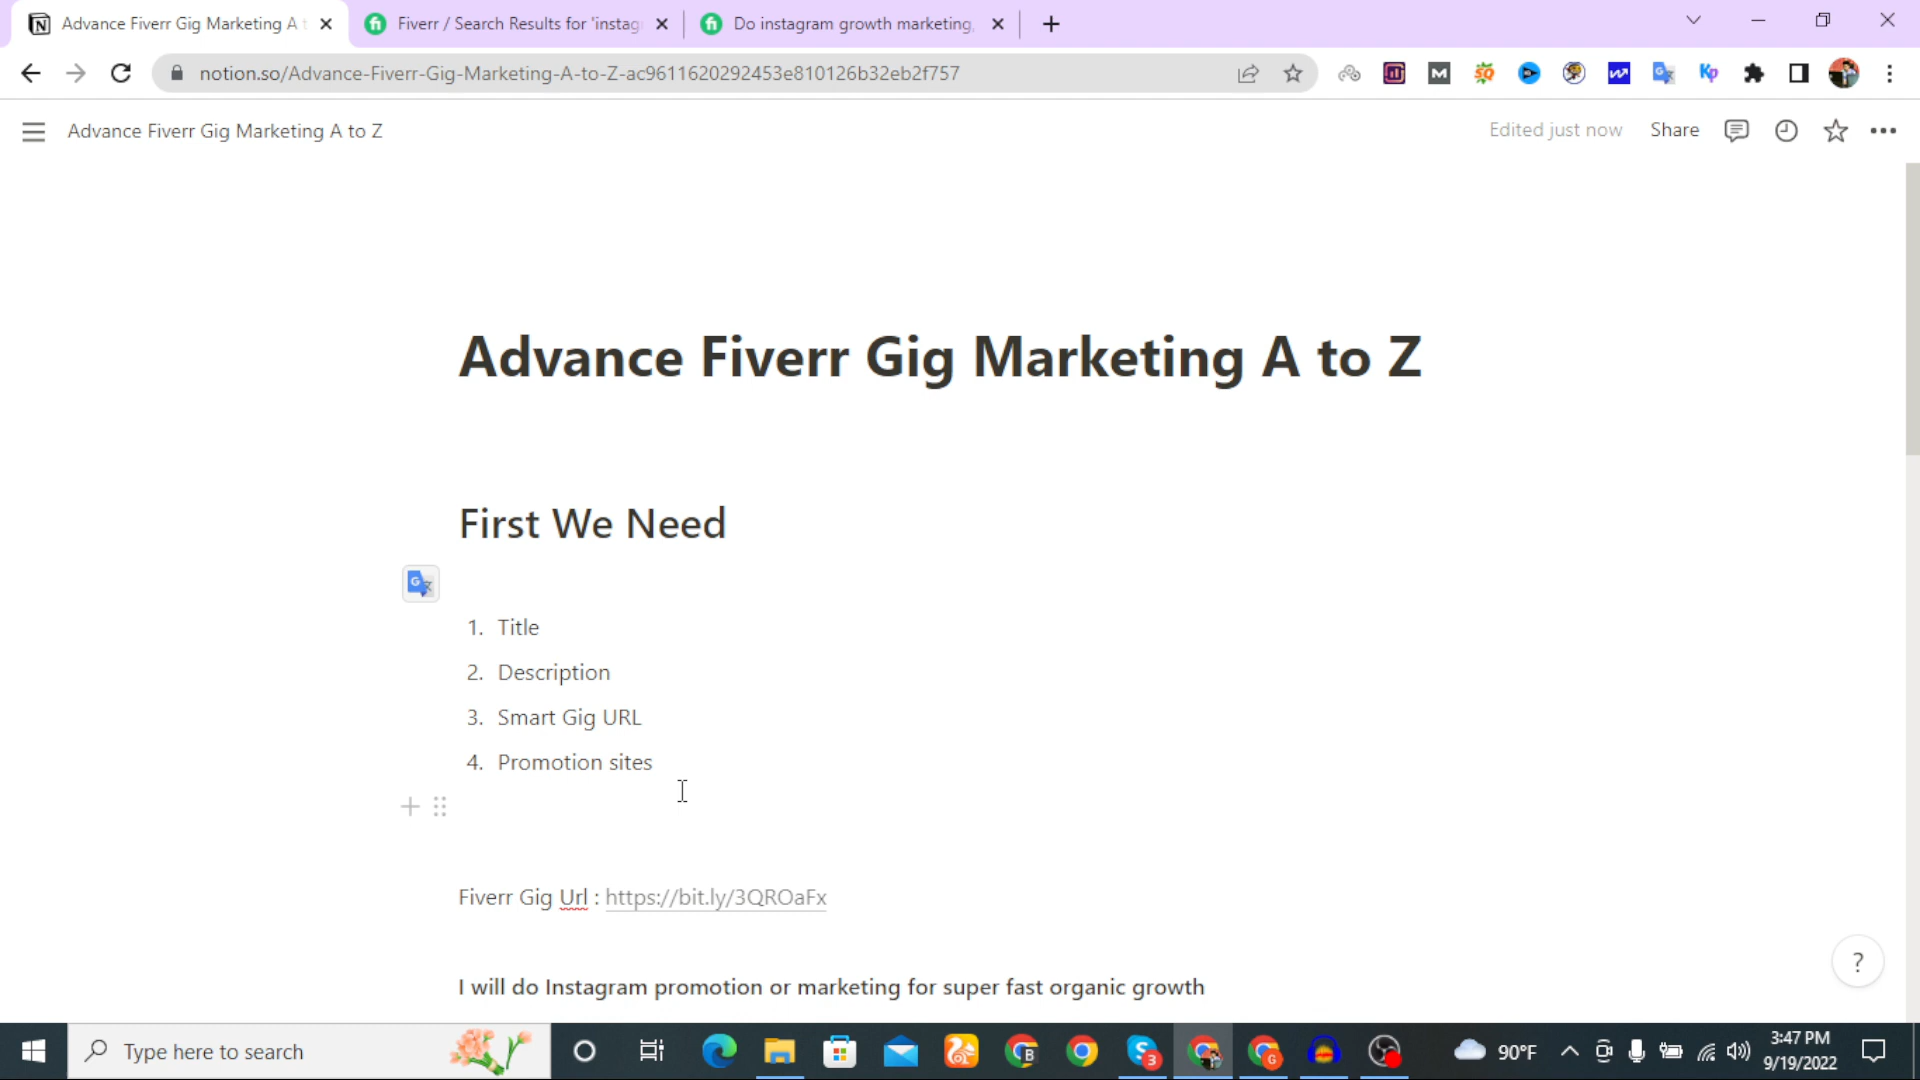 Advance Fiverr Gig Marketing A t
Fiverr / Search Results for 'instag
Do instagram growth marketing,
notion.so/Advance-Fiverr-Gig-Marketing-A-to-Z-ac9611620292453e810126b32eb2f757
Advance Fiverr Gig Marketing A to Z
Edited just now
Share
Advance Fiverr Gig Marketing A to Z
First We Need
1. Title
2. Description
3. Smart Gig URL
4. Promotion sites
Fiverr Gig Url : https://bit.ly/3QROaFx
I will do Instagram promotion or marketing for super fast organic growth
?
Type here to search
90°F
3:47 PM
9/19/2022